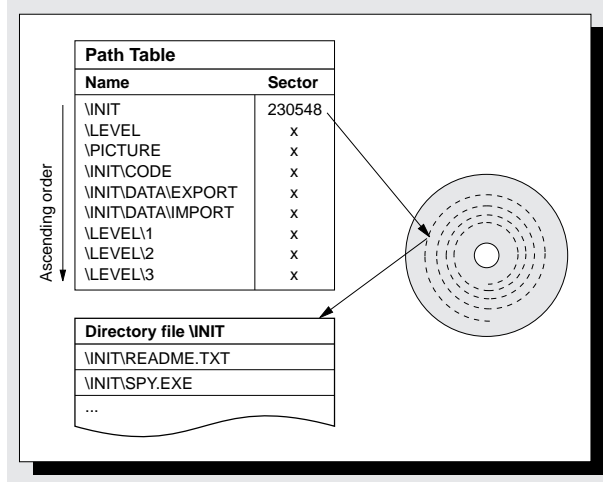 Path Table
Name Sector
\INIT 230548
\LEVEL x
\PICTURE x
\INIT\CODE x
\INIT\DATA\EXPORT x
\INIT\DATA\IMPORT x
\LEVEL\1 x
\LEVEL\2 x
\LEVEL\3 x
Ascending order
Directory file \INIT
\INIT\README.TXT
\INIT\SPY.EXE
...